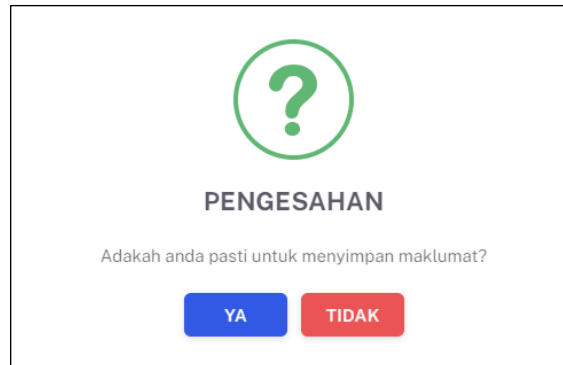 ?
PENGESAHAN
Adakah anda pasti untuk menyimpan maklumat?
YA TIDAK